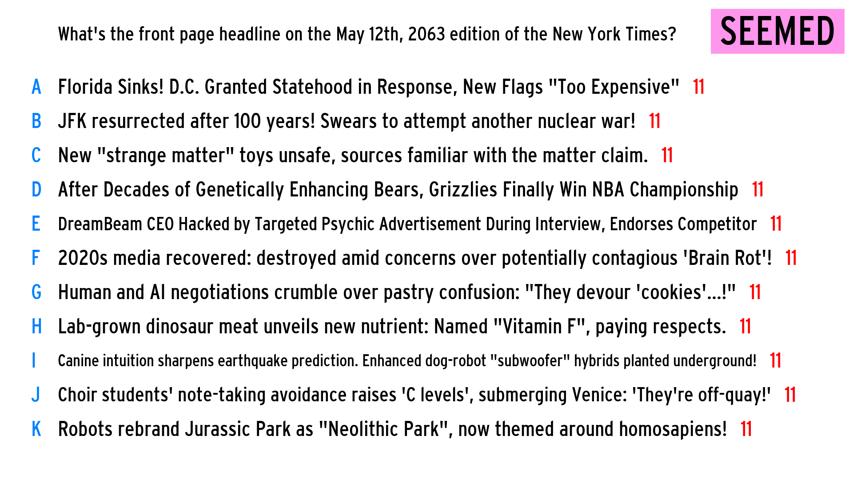 What's the front page headline on the May 12th, 2063 edition of the New York Times?
SEEMED
A Florida Sinks! D.C. Granted Statehood in Response, New Flags "Too Expensive" 11
B JFK resurrected after 100 years! Swears to attempt another nuclear war! 11
C New "strange matter" toys unsafe, sources familiar with the matter claim. 11
D After Decades of Genetically Enhancing Bears, Grizzlies Finally Win NBA Championship 11
E DreamBeam CEO Hacked by Targeted Psychic Advertisement During Interview, Endorses Competitor 11
F 2020s media recovered: destroyed amid concerns over potentially contagious 'Brain Rot'! 11
G Human and AI negotiations crumble over pastry confusion: "They devour 'cookies'...!" 11
H Lab-grown dinosaur meat unveils new nutrient: Named "Vitamin F", paying respects. 11
I Canine intuition sharpens earthquake prediction. Enhanced dog-robot "subwoofer" hybrids planted underground! 11
J Choir students' note-taking avoidance raises 'C levels', submerging Venice: 'They're off-quay!' 11
K Robots rebrand Jurassic Park as "Neolithic Park", now themed around homosapiens! 11